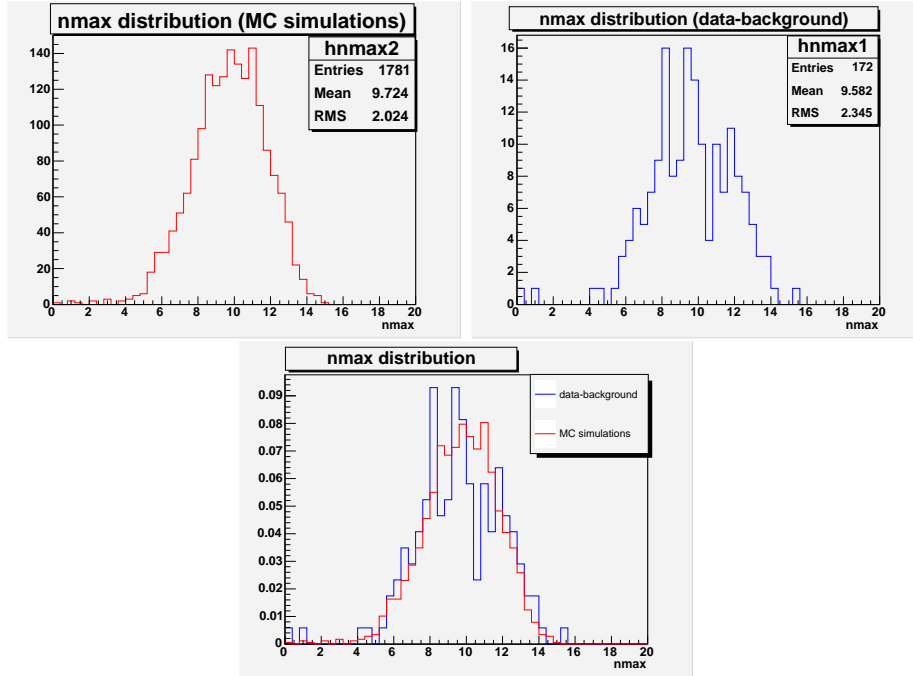 nmax distribution (MC simulations)
hnmax2
Entries 1781
Mean 9.724
RMS 2.024
140
120
100
80
60
40
20
0
0 2 4 6 8 10 12 14 16 18 20
nmax
nmax distribution (data-background)
hnmax1
Entries 172
Mean 9.582
RMS 2.345
16
14
12
10
8
6
4
2
0
0 2 4 6 8 10 12 14 16 18 20
nmax
nmax distribution
data-background
MC simulations
0.09
0.08
0.07
0.06
0.05
0.04
0.03
0.02
0.01
0
0 2 4 6 8 10 12 14 16 18 20
nmax